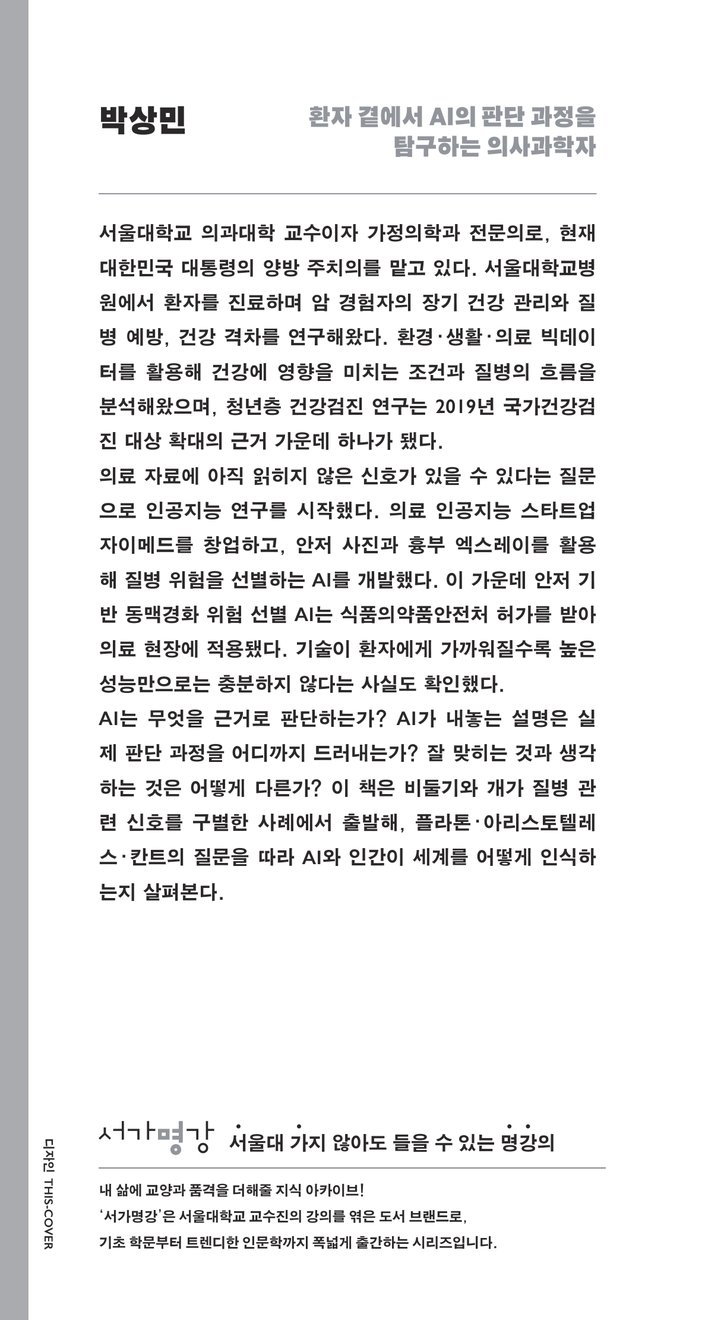 박상민
환자 곁에서 AI의 판단 과정을
탐구하는 의사과학자
서울대학교 의과대학 교수이자 가정의학과 전문의로, 현재
대한민국 대통령의 양방 주치의를 맡고 있다. 서울대학교병
원에서 환자를 진료하며 암 경험자의 장기 건강 관리와 질
병 예방, 건강 격차를 연구해왔다. 환경·생활·의료 빅데이
터를 활용해 건강에 영향을 미치는 조건과 질병의 흐름을
분석해왔으며, 청년층 건강검진 연구는 2019년 국가건강검
진 대상 확대의 근거 가운데 하나가 됐다.
의료 자료에 아직 읽히지 않은 신호가 있을 수 있다는 질문
으로 인공지능 연구를 시작했다. 의료 인공지능 스타트업
자이메드를 창업하고, 안저 사진과 흉부 엑스레이를 활용
해 질병 위험을 선별하는 AI를 개발했다. 이 가운데 안저 기
반 동맥경화 위험 선별 AI는 식품의약품안전처 허가를 받아
의료 현장에 적용됐다. 기술이 환자에게 가까워질수록 높은
성능만으로는 충분하지 않다는 사실도 확인했다.
AI는 무엇을 근거로 판단하는가? AI가 내놓는 설명은 실
제 판단 과정을 어디까지 드러내는가? 잘 맞히는 것과 생각
하는 것은 어떻게 다른가? 이 책은 비둘기와 개가 질병 관
련 신호를 구별한 사례에서 출발해, 플라톤·아리스토텔레
스·칸트의 질문을 따라 AI와 인간이 세계를 어떻게 인식하
는지 살펴본다.
서가명강 서울대 가지 않아도 들을 수 있는 명강의
내 삶에 교양과 품격을 더해줄 지식 아카이브!
‘서가명강’은 서울대학교 교수진의 강의를 엮은 도서 브랜드로,
기초 학문부터 트렌디한 인문학까지 폭넓게 출간하는 시리즈입니다.
디자인 THIS-COVER